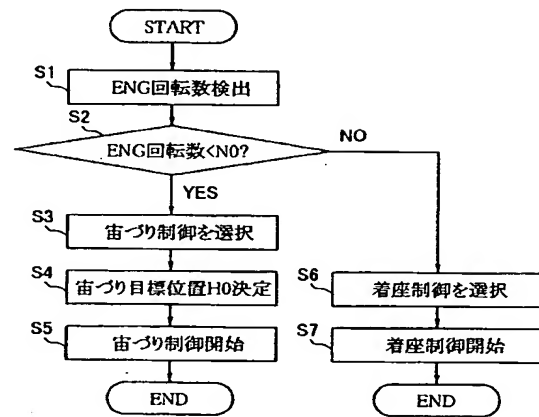 START
S1
ENG回転数検出
S2
ENG回転数<N0?
NO
YES
S3
宙づり制御を選択
S4
宙づり目標位置H0決定
S5
宙づり制御開始
END
S6
着座制御を選択
S7
着座制御開始
END